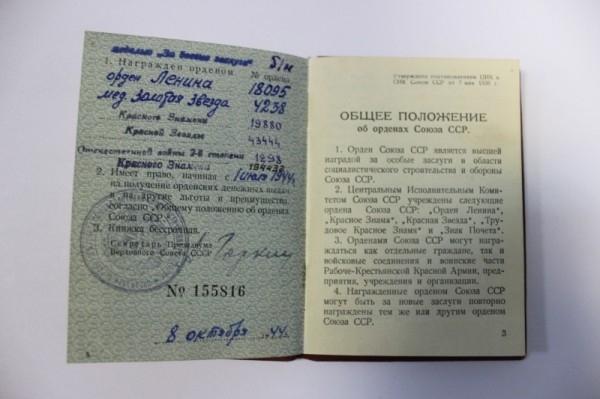 медалью „За боевые заслуги“ б/н
1. Награжден орденом № ордена
орден Ленина 18095
мед. Золотая Звезда 4238
Красного Знамени 19880
Красной Звезды 43444
Отечественной войны 2-й степени 1298
Красного Знамени
2. Имеет право, начиная с 1 июля 1944 г.
на получение орденских денежных выдач
и на другие льготы и преимущества
согласно „Общему положению об орденах
Союза ССР.“
3. Книжка бессрочная.
Секретарь Президиума
Верховного Совета СССР
№ 155816
8 октября 1944 г.
Утверждено постановлением ЦИК и
СНК Союза ССР от 7 мая 1936 г.
ОБЩЕЕ ПОЛОЖЕНИЕ
об орденах Союза ССР.
1. Орден Союза ССР является высшей
наградой за особые заслуги в области
социалистического строительства и обороны
Союза ССР.
2. Центральным Исполнительным Комитетом
Союза ССР учреждены следующие
ордена Союза ССР: „Орден Ленина“,
„Красное Знамя“, „Красная Звезда“, „Трудовое
Красное Знамя“ и „Знак Почета“.
3. Орденами Союза ССР могут награждаться
как отдельные граждане, так и
войсковые соединения и воинские части
Рабоче-Крестьянской Красной Армии, предприятия,
учреждения и организации.
4. Награжденные орденом Союза ССР
могут быть за новые заслуги повторно
награждены тем же или другим орденом
Союза ССР.
3